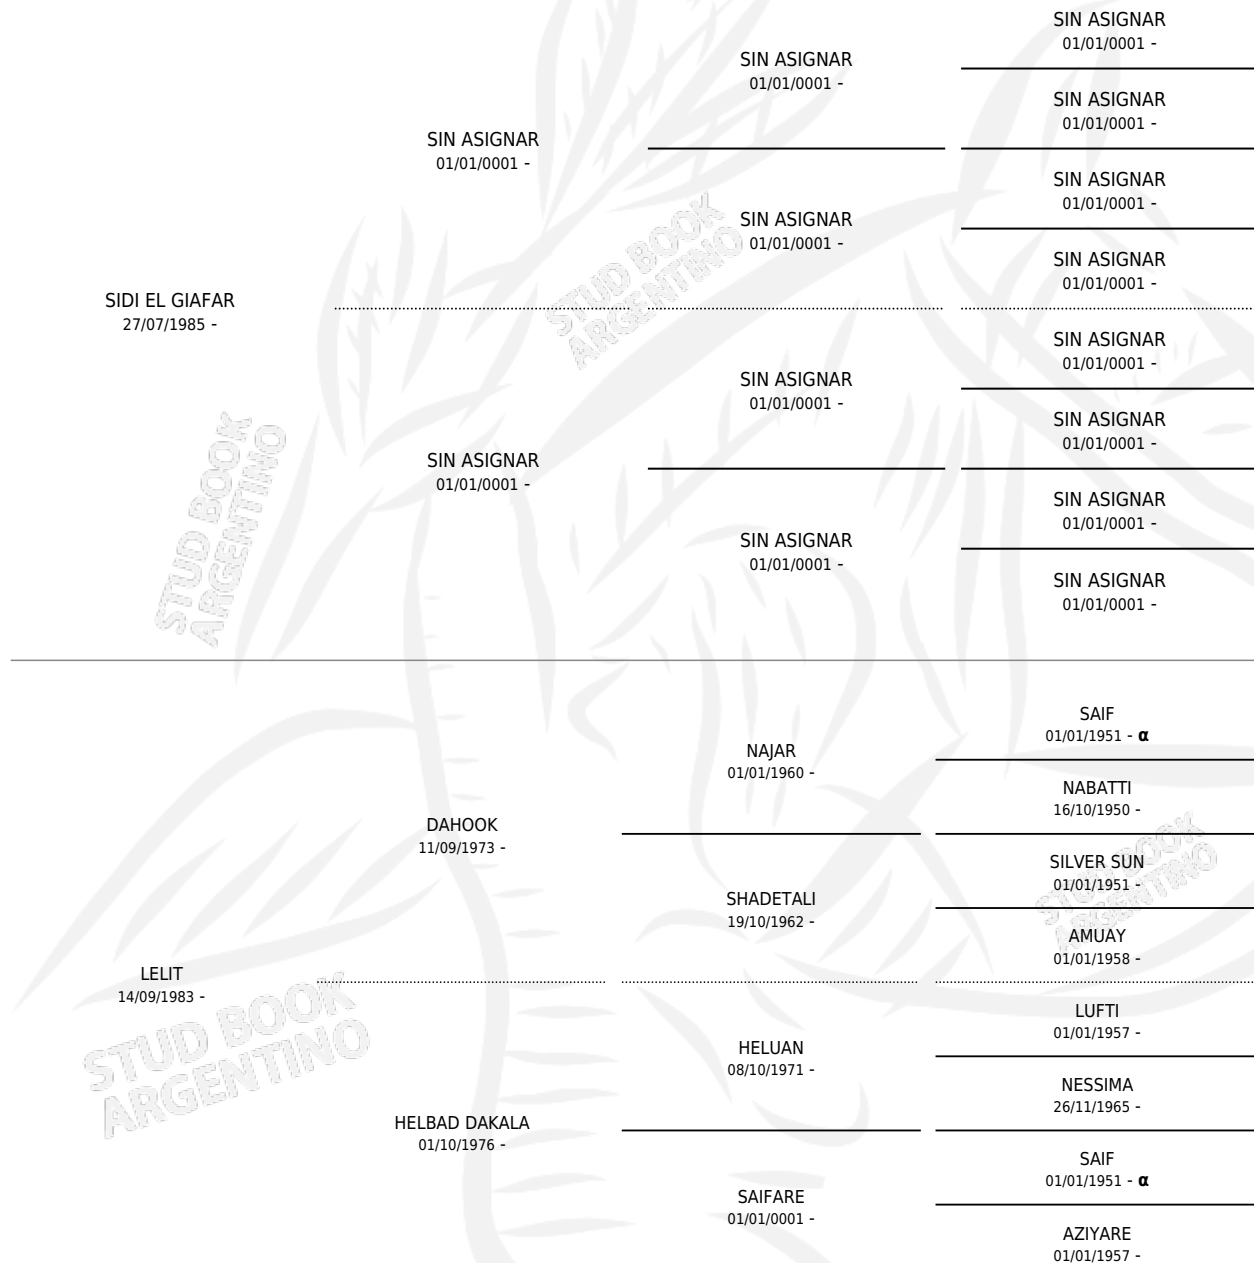 SIN ASIGNAR
01/01/0001 -
SIN ASIGNAR
01/01/0001 -
SIN ASIGNAR
01/01/0001 -
SIN ASIGNAR
01/01/0001 -
SIN ASIGNAR
01/01/0001 -
SIN ASIGNAR
01/01/0001 -
SIN ASIGNAR
01/01/0001 -
SIDI EL GIAFAR
27/07/1985 -
SIN ASIGNAR
01/01/0001 -
SIN ASIGNAR
01/01/0001 -
SIN ASIGNAR
01/01/0001 -
SIN ASIGNAR
01/01/0001 -
SIN ASIGNAR
01/01/0001 -
SIN ASIGNAR
01/01/0001 -
SIN ASIGNAR
01/01/0001 -
STUD BOOK
ARGENTINO
STUD BOOK
ARGENTINO
SAIF
01/01/1951 - α
NAJAR
01/01/1960 -
NABATTI
16/10/1950 -
DAHOOK
11/09/1973 -
SILVER SUN
01/01/1951 -
SHADETALI
19/10/1962 -
AMUAY
01/01/1958 -
STUD BOOK
ARGENTINO
LELIT
14/09/1983 -
LUFTI
01/01/1957 -
HELUAN
08/10/1971 -
NESSIMA
26/11/1965 -
HELBAD DAKALA
01/10/1976 -
SAIF
01/01/1951 - α
SAIFARE
01/01/0001 -
AZIYARE
01/01/1957 -
STUD BOOK
ARGENTINO